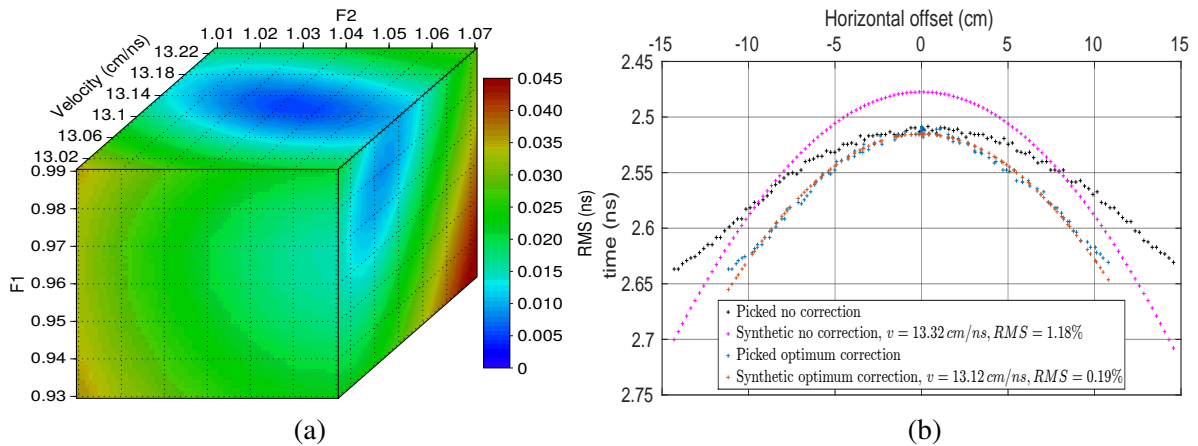 F2
1.01 1.02 1.03 1.04 1.05 1.06 1.07
Velocity (cm/ns)
13.22
13.18
13.14
13.1
13.06
13.02
F1
0.99
0.98
0.97
0.96
0.95
0.94
0.93
0.045
0.040
0.035
0.030
0.025
0.020
0.015
0.010
0.005
0
RMS (ns)
(a)
Horizontal offset (cm)
-15 -10 -5 0 5 10 15
time (ns)
2.45
2.5
2.55
2.6
2.65
2.7
2.75
Picked no correction
Synthetic no correction, v = 13.32 cm/ns, RMS = 1.18%
Picked optimum correction
Synthetic optimum correction, v = 13.12 cm/ns, RMS = 0.19%
(b)